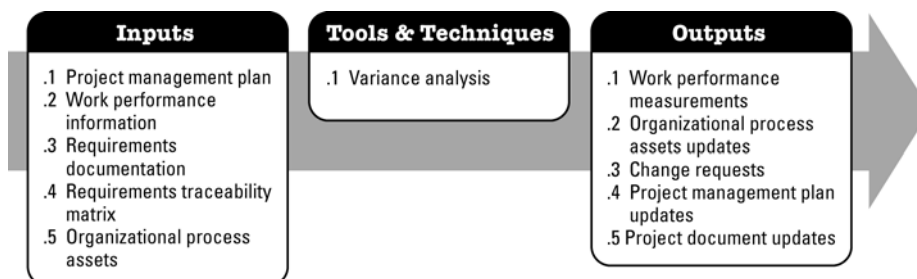 Inputs
.1 Project management plan
.2 Work performance
information
.3 Requirements
documentation
.4 Requirements traceability
matrix
.5 Organizational process
assets
Tools & Techniques
.1 Variance analysis
Outputs
.1 Work performance
measurements
.2 Organizational process
assets updates
.3 Change requests
.4 Project management plan
updates
.5 Project document updates